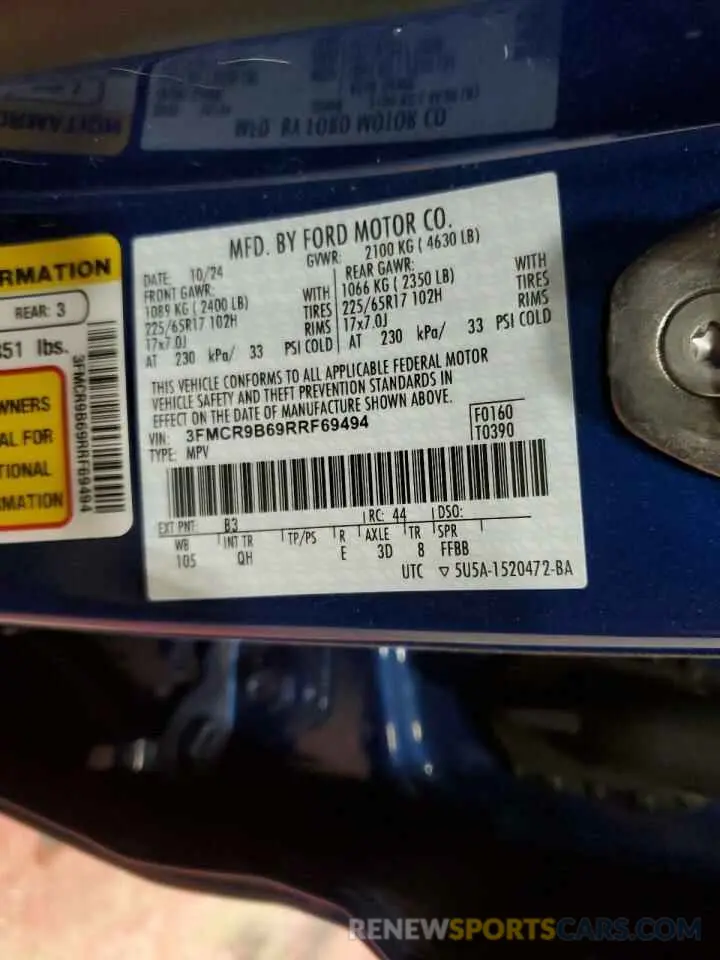 MFD. BY FORD MOTOR CO.
DATE: 10/24 GVWR: 2100 KG ( 4630 LB)
FRONT GAWR: REAR GAWR:
1089 KG ( 2400 LB) WITH 1066 KG ( 2350 LB) WITH
225/65R17 102H TIRES 225/65R17 102H TIRES
17x7.0J RIMS 17x7.0J RIMS
AT 230 kPa/ 33 PSI COLD AT 230 kPa/ 33 PSI COLD
THIS VEHICLE CONFORMS TO ALL APPLICABLE FEDERAL MOTOR
VEHICLE SAFETY AND THEFT PREVENTION STANDARDS IN
EFFECT ON THE DATE OF MANUFACTURE SHOWN ABOVE.
VIN: 3FMCR9B69RRF69494 F0160
TYPE: MPV T0390
EXT PNT: B3 RC: 44 DSO:
WB INT TR TP/PS R AXLE TR SPR
105 QH E 3D 8 FFBB
UTC 5U5A-1520472-BA
RMATION
REAR: 3
351 lbs.
3FMCR9B69RRF69494
WNERS
AL FOR
TIONAL
MATION
RENEWSPORTSCARS.COM